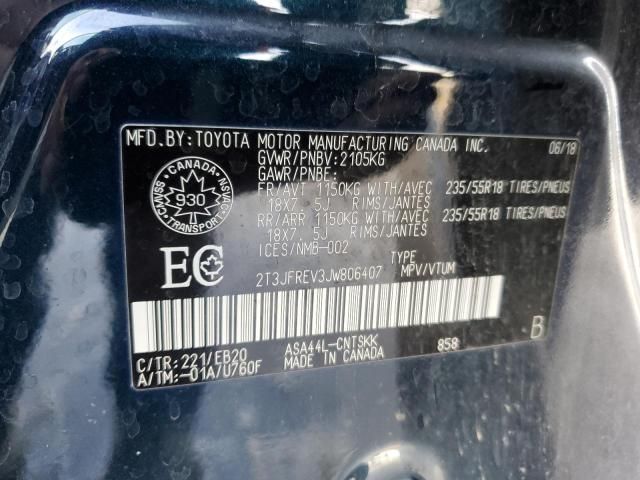 MFD.BY:TOYOTA MOTOR MANUFACTURING CANADA INC. 06/18
GVWR/PNBV:2105KG
GAWR/PNBE:
FR/AVT 1150KG WITH/AVEC 235/55R18 TIRES/PNEUS
18X7.5J RIMS/JANTES
RR/ARR 1150KG WITH/AVEC 235/55R18 TIRES/PNEUS
18X7.5J RIMS/JANTES
ICES/NMB-002
CANADA
930
TRANSPORT
EC
TYPE
2T3JFREV3JW806407 MPV/VTUM
C/TR:221/EB20 ASA44L-CNTSKK 858 B
A/TM:-01A/U760F MADE IN CANADA